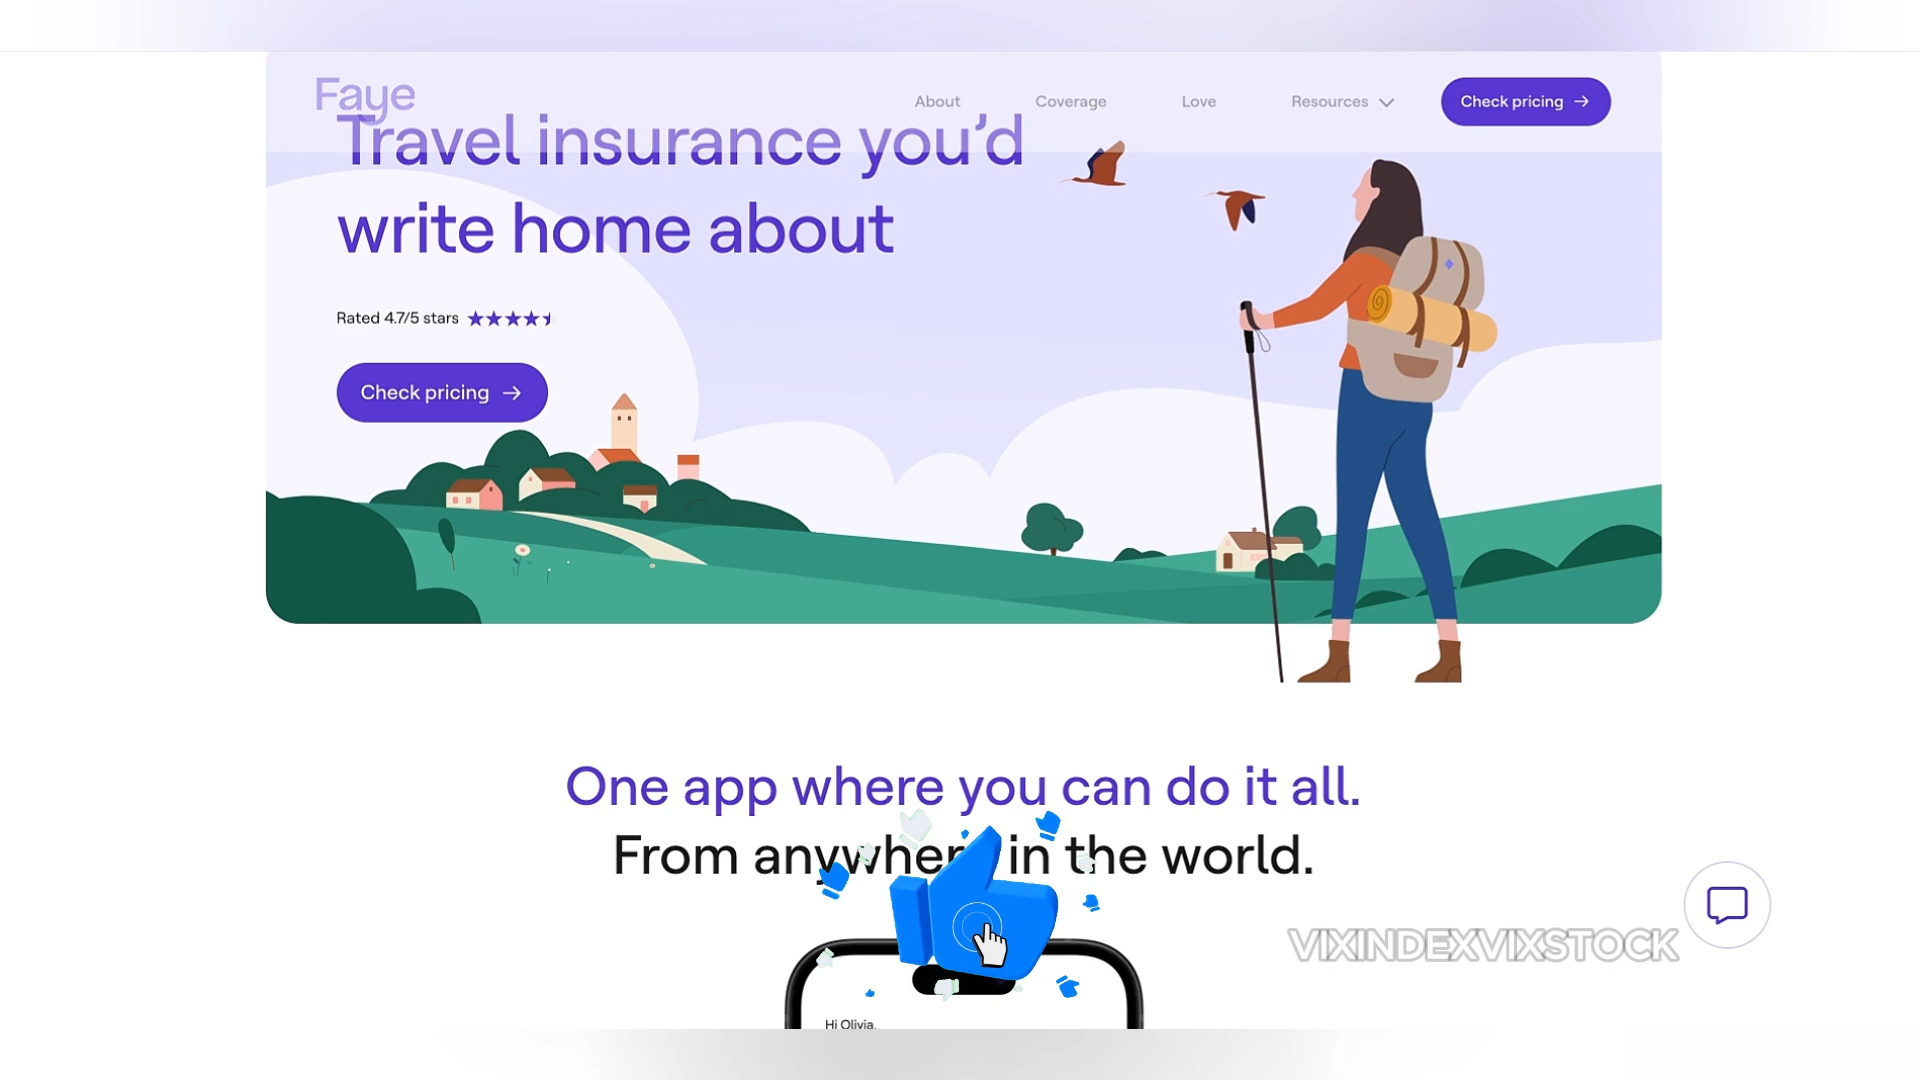 Faye
About
Coverage
Love
Resources
Check pricing
Travel insurance you’d
write home about
Rated 4.7/5 stars
Check pricing
One app where you can do it all.
From anywhere in the world.
VIXINDEXVIXSTOCK
Hi Olivia,